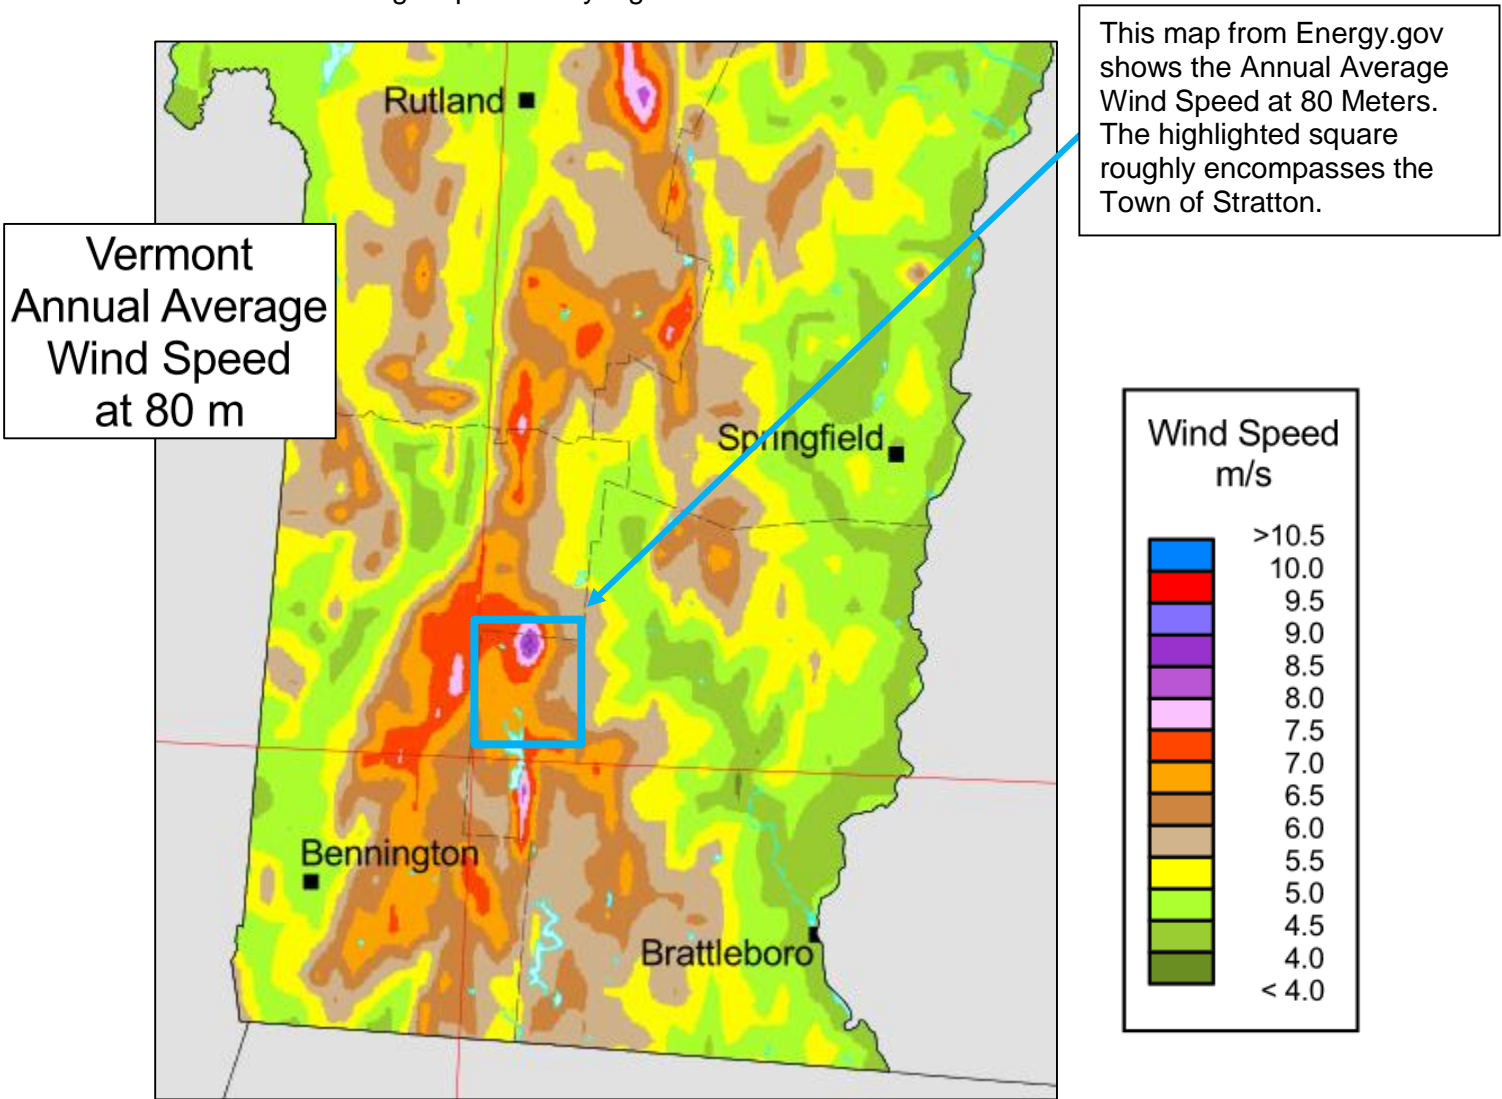 This map from Energy.gov
shows the Annual Average
Wind Speed at 80 Meters.
The highlighted square
roughly encompasses the
Town of Stratton.
Rutland
Vermont
Annual Average
Wind Speed
at 80 m
Springfield
Wind Speed
m/s
>10.5
10.0
9.5
9.0
8.5
8.0
7.5
7.0
6.5
6.0
5.5
5.0
4.5
4.0
< 4.0
Bennington
Brattleboro